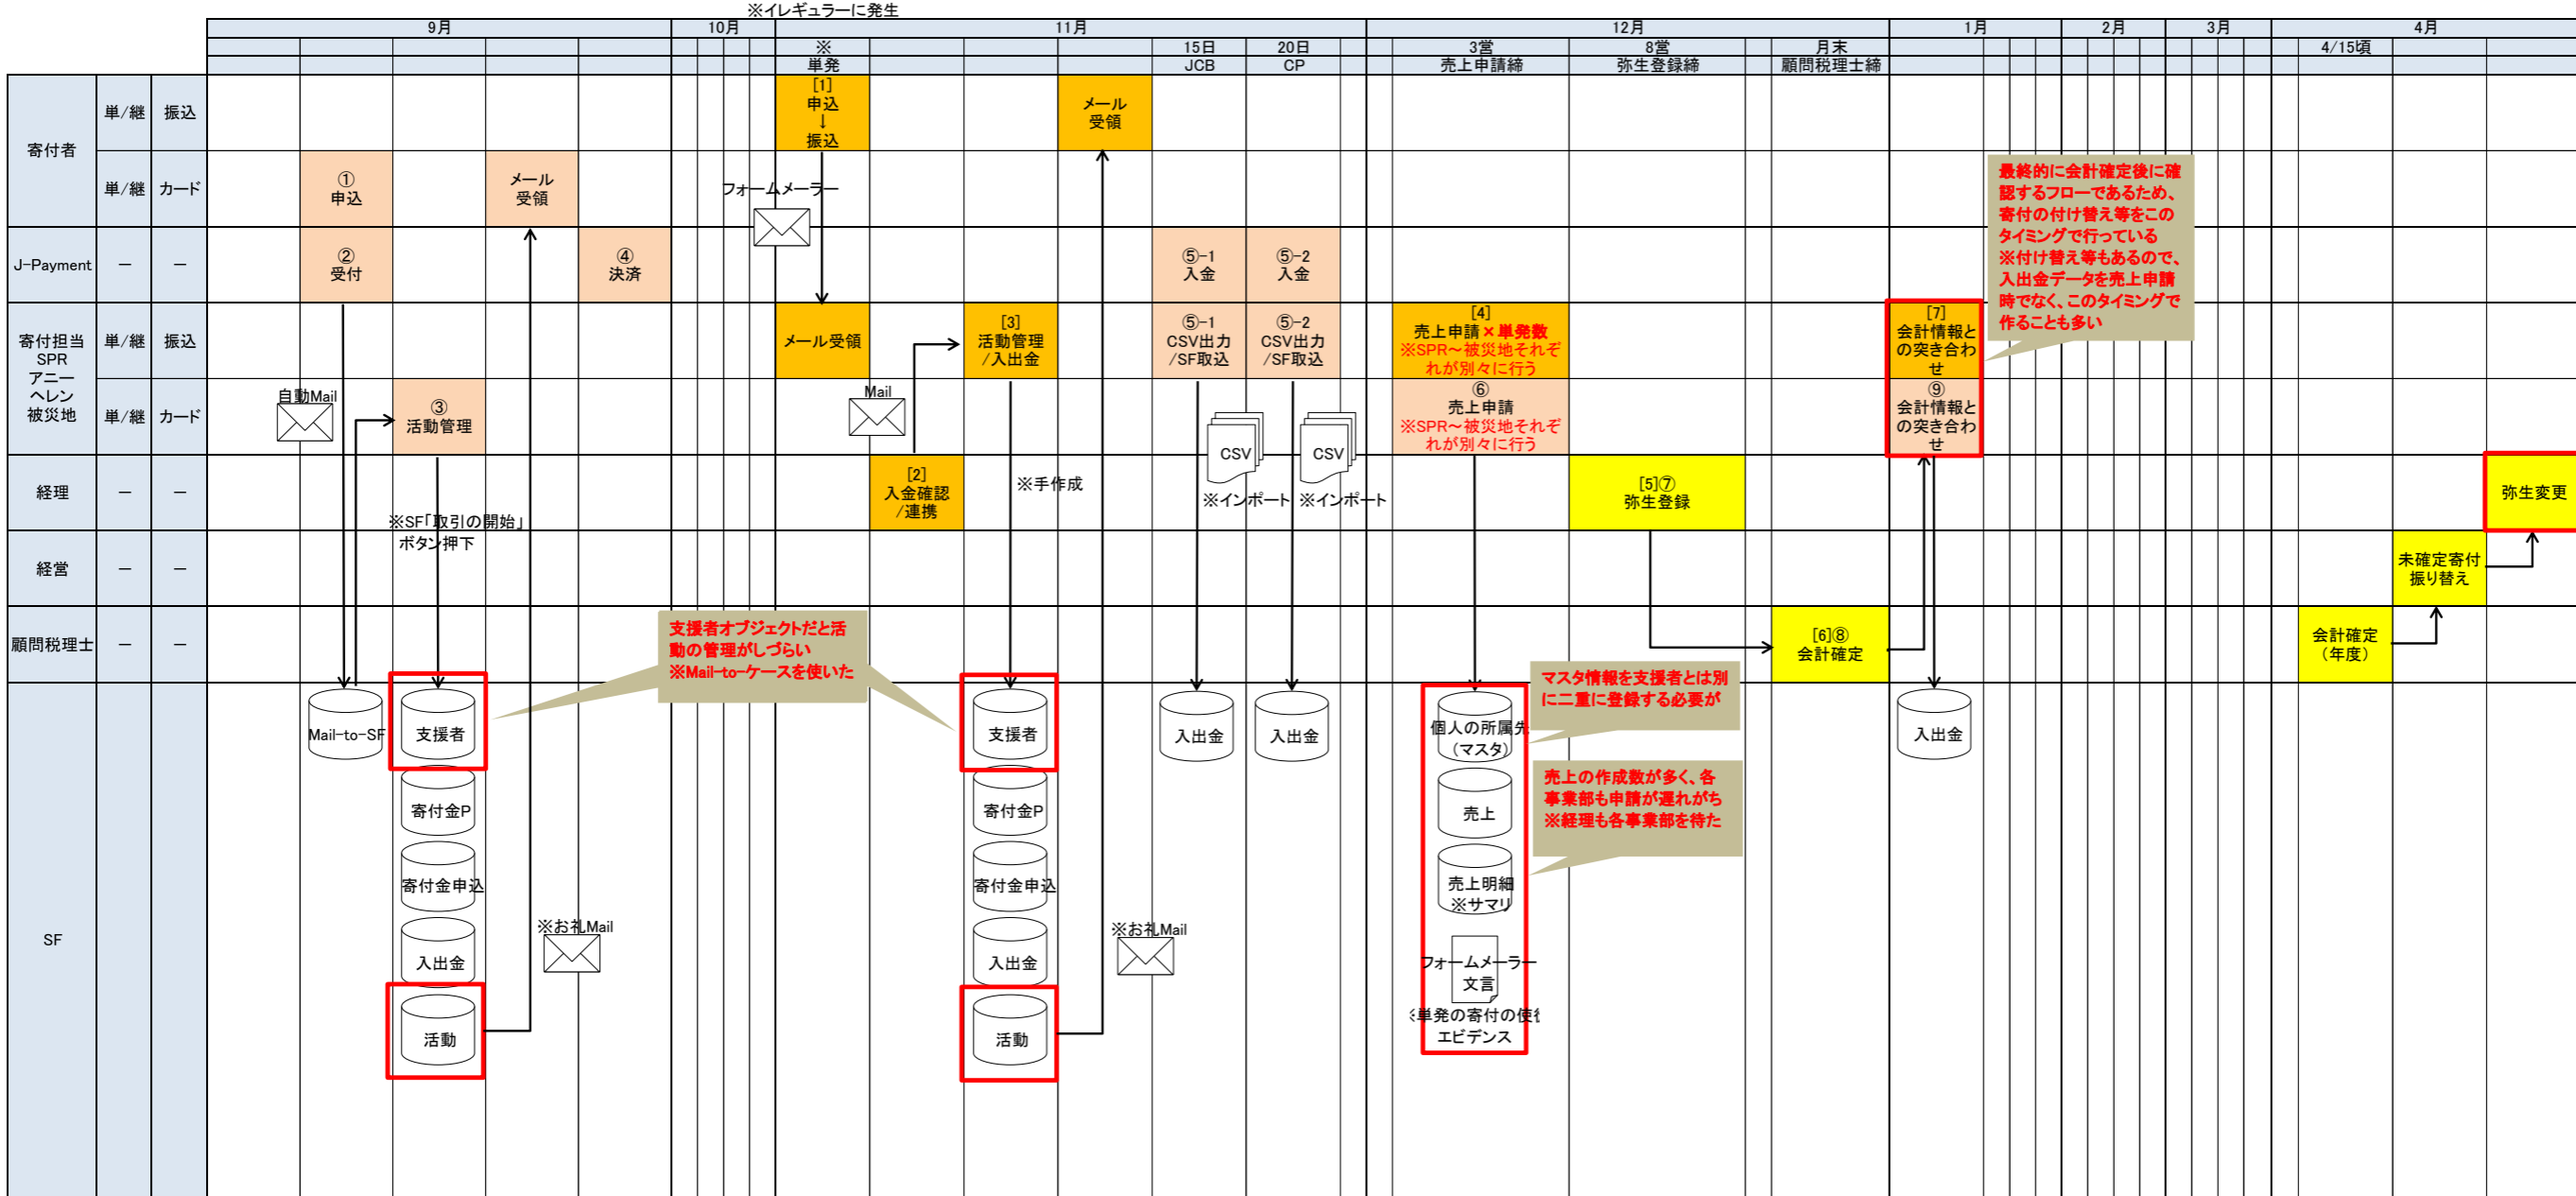 ※イレギュラーに発生
9月
10月
11月
12月
1月
2月
3月
4月
※
15日
20日
3営
8営
月末
4/15頃
単発
JCB
CP
売上申請締
弥生登録締
顧問税理士締
寄付者
単/継
振込
[1]
申込
↓
振込
メール
受領
単/継
カード
①
申込
メール
受領
フォームメーラー
最終的に会計確定後に確
認するフローであるため、
寄付の付け替え等をこの
タイミングで行っている
※付け替え等もあるので、
入出金データを売上申請
時でなく、このタイミングで
作ることも多い
J-Payment
－
－
②
受付
④
決済
⑤-1
入金
⑤-2
入金
寄付担当
SPR
アニー
ヘレン
被災地
単/継
振込
メール受領
[3]
活動管理
/入出金
⑤-1
CSV出力
/SF取込
⑤-2
CSV出力
/SF取込
[4]
売上申請×単発数
※SPR～被災地それぞ
れが別々に行う
[7]
会計情報と
の突き合わ
せ
単/継
カード
自動Mail
③
活動管理
Mail
CSV
CSV
⑥
売上申請
※SPR～被災地それぞ
れが別々に行う
⑨
会計情報と
の突き合わ
せ
経理
－
－
※SF「取引の開始」
ボタン押下
[2]
入金確認
/連携
※手作成
※インポート
※インポート
[5]⑦
弥生登録
弥生変更
経営
－
－
未確定寄付
振り替え
顧問税理士
－
－
支援者オブジェクトだと活
動の管理がしづらい
※Mail-to-ケースを使いた
[6]⑧
会計確定
会計確定
（年度）
SF
Mail-to-SF
支援者
寄付金P
寄付金申込
入出金
活動
※お礼Mail
支援者
寄付金P
寄付金申込
入出金
活動
※お礼Mail
入出金
入出金
個人の所属先
（マスタ）
売上
売上明細
※サマリ
フォームメーラー
文言
※単発の寄付の使
エビデンス
マスタ情報を支援者とは別
に二重に登録する必要が
売上の作成数が多く、各
事業部も申請が遅れがち
※経理も各事業部を待た
入出金